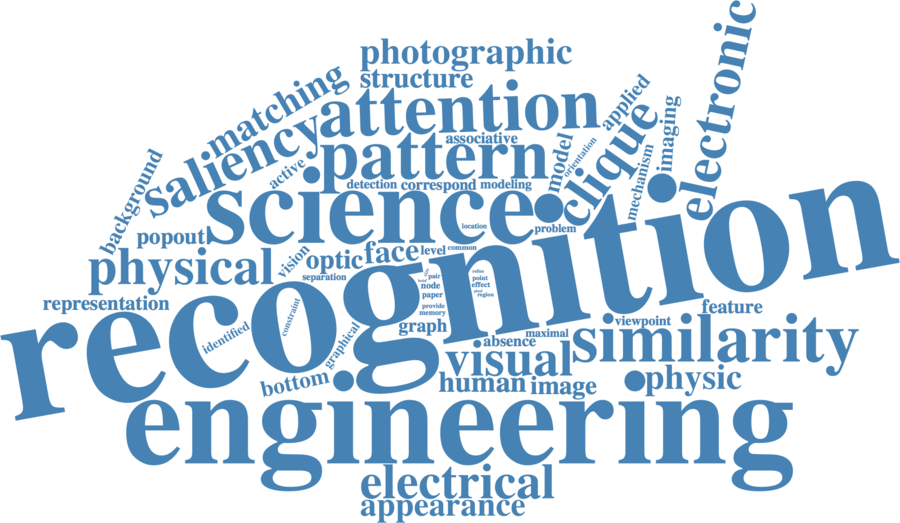 electronic
photographic
structure
matching
attention
applied
saliency
associative
imaging
pattern
model
orientation
clique
active
mechanism
background
detection
correspond
modeling
science
location
problem
popout
recognition
face
level
common
optic
vision
physical
separation
pair
point
node
effect
paper
region
representation
provide
memory
feature
constraint
graph
viewpoint
identified
graphical
maximal
absence
similarity
visual
bottom
human
image
physic
engineering
electrical
appearance